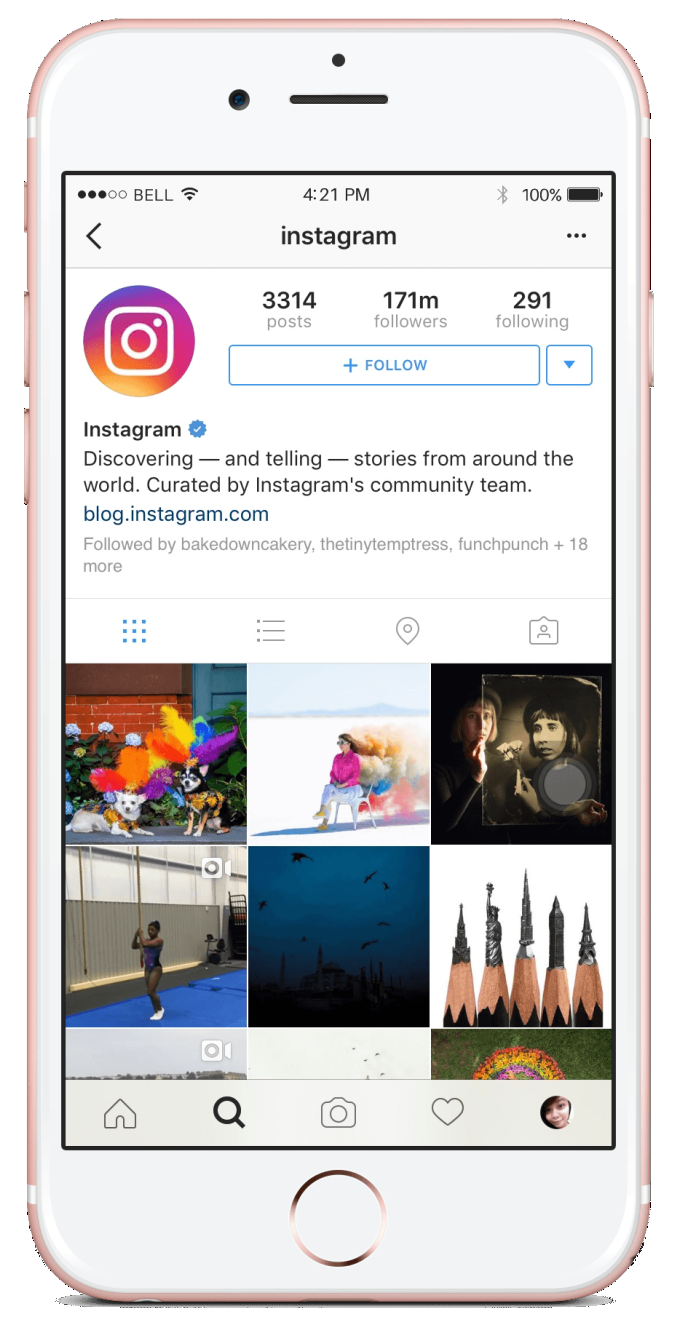 BELL 4:21 PM 100%
instagram
3314 171m 291
posts followers following
+ FOLLOW
Instagram
Discovering — and telling — stories from around the
world. Curated by Instagram's community team.
blog.instagram.com
Followed by bakedowncakery, thetinytemptress, funchpunch + 18
more